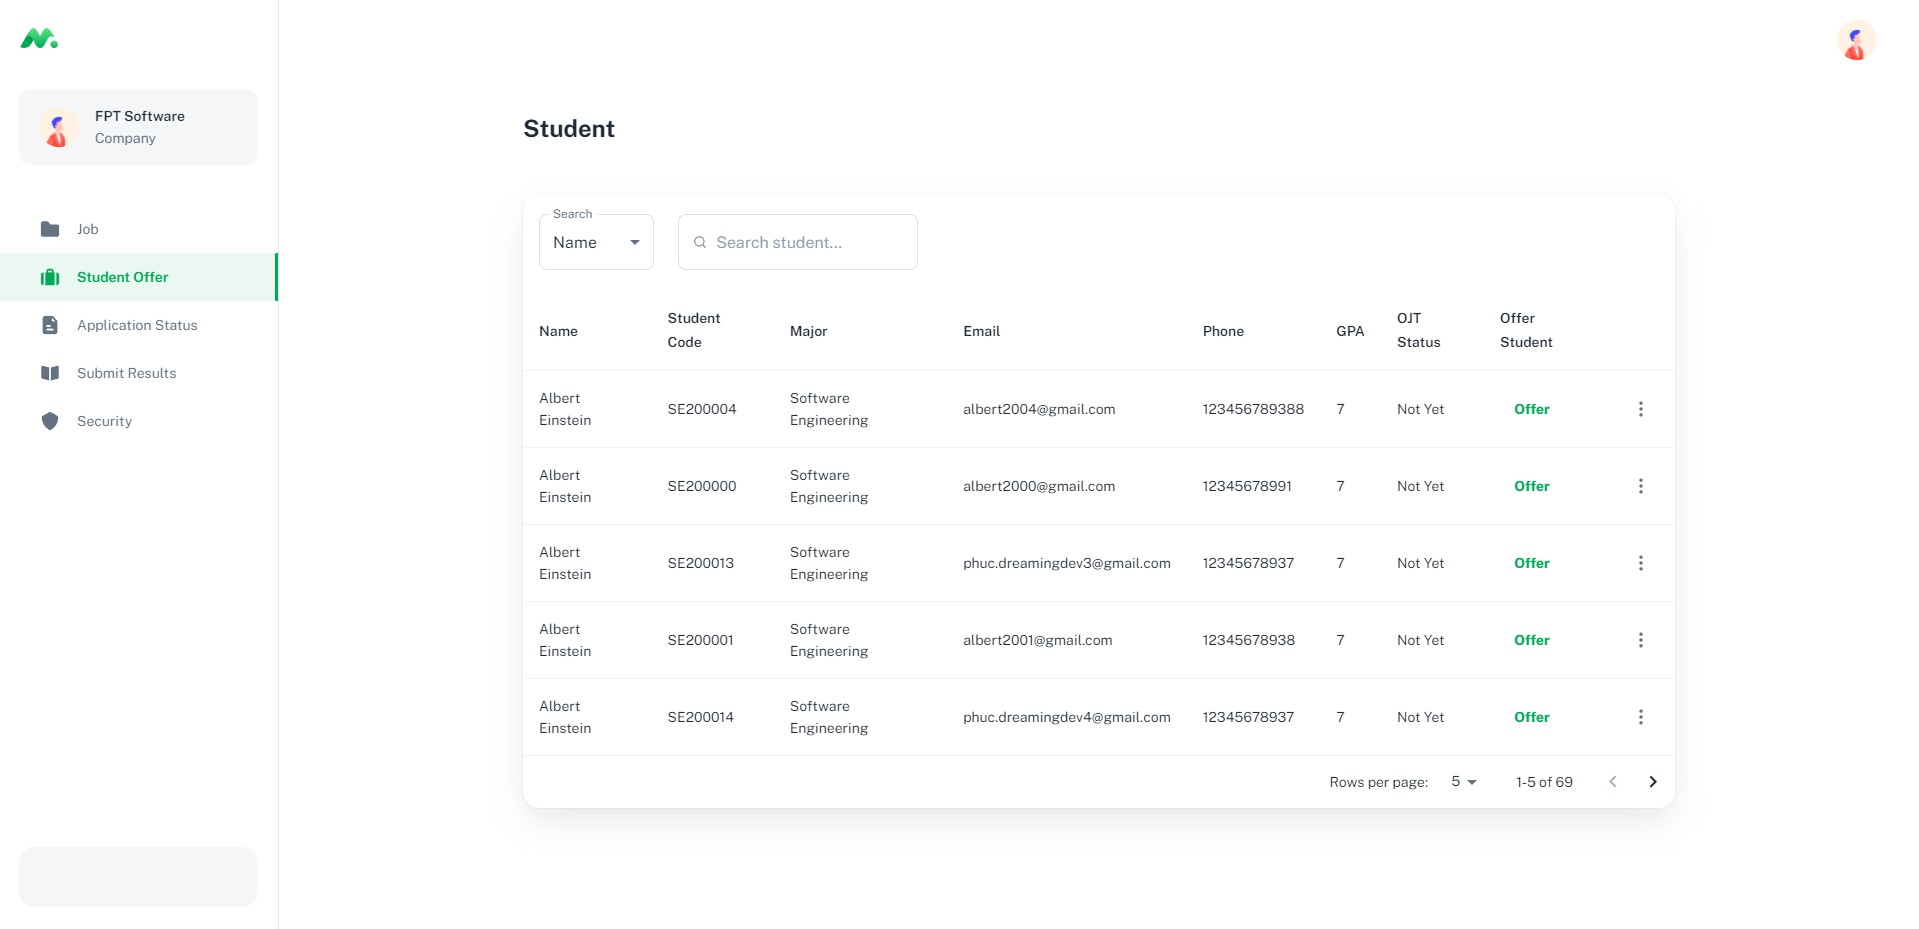 FPT Software
Company
Job
Student Offer
Application Status
Submit Results
Security
Student
Search
Name
Search student...
Name
Student
Code
Major
Email
Phone
GPA
OJT
Status
Offer
Student
Albert
Einstein
SE200004
Software
Engineering
albert2004@gmail.com
123456789388
7
Not Yet
Offer
Albert
Einstein
SE200000
Software
Engineering
albert2000@gmail.com
12345678991
7
Not Yet
Offer
Albert
Einstein
SE200013
Software
Engineering
phuc.dreamingdev3@gmail.com
12345678937
7
Not Yet
Offer
Albert
Einstein
SE200001
Software
Engineering
albert2001@gmail.com
12345678938
7
Not Yet
Offer
Albert
Einstein
SE200014
Software
Engineering
phuc.dreamingdev4@gmail.com
12345678937
7
Not Yet
Offer
Rows per page: 5 1-5 of 69